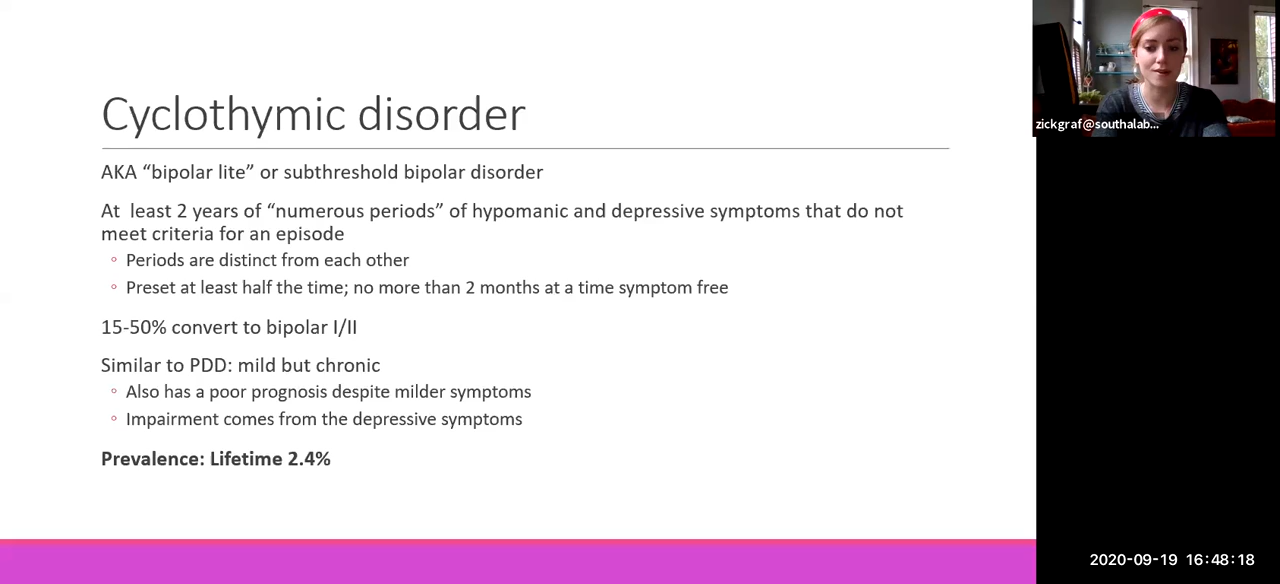 Cyclothymic disorder
AKA “bipolar lite” or subthreshold bipolar disorder
At  least 2 years of “numerous periods” of hypomanic and depressive symptoms that do not
meet criteria for an episode
◦ Periods are distinct from each other
◦ Preset at least half the time; no more than 2 months at a time symptom free
15-50% convert to bipolar I/II
Similar to PDD: mild but chronic
◦ Also has a poor prognosis despite milder symptoms
◦ Impairment comes from the depressive symptoms
Prevalence: Lifetime 2.4%
zickgraf@southalab...
2020-09-19 16:48:18